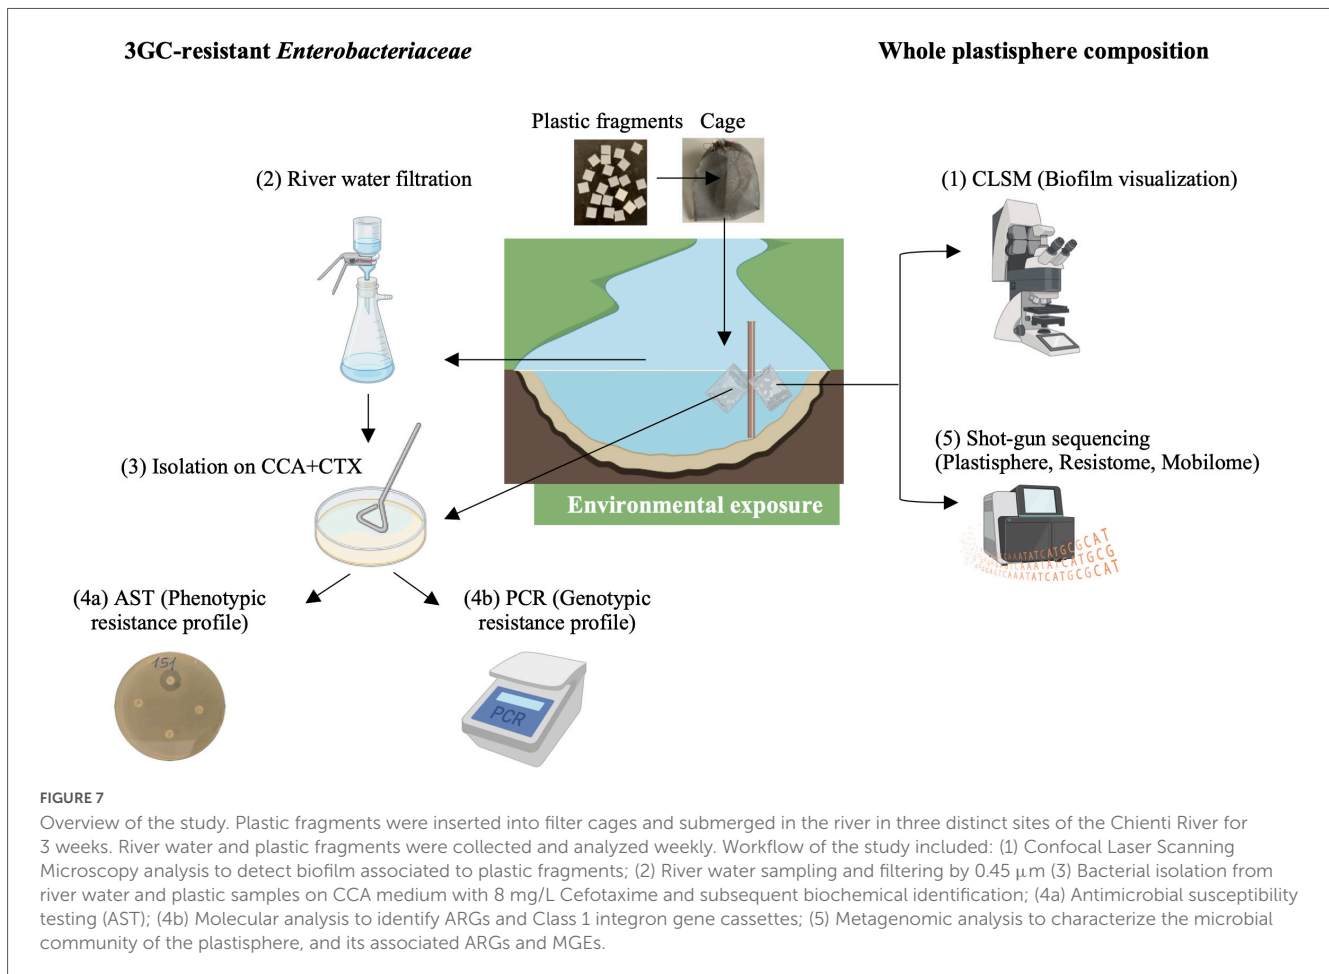 3GC-resistant Enterobacteriaceae
Whole plastisphere composition
Plastic fragments
Cage
(2) River water filtration
(1) CLSM (Biofilm visualization)
(3) Isolation on CCA+CTX
(5) Shot-gun sequencing
(Plastisphere, Resistome, Mobilome)
Environmental exposure
(4a) AST (Phenotypic
resistance profile)
(4b) PCR (Genotypic
resistance profile)
151
PCR
FIGURE 7
Overview of the study. Plastic fragments were inserted into filter cages and submerged in the river in three distinct sites of the Chienti River for
3 weeks. River water and plastic fragments were collected and analyzed weekly. Workflow of the study included: (1) Confocal Laser Scanning
Microscopy analysis to detect biofilm associated to plastic fragments; (2) River water sampling and filtering by 0.45 μm (3) Bacterial isolation from
river water and plastic samples on CCA medium with 8 mg/L Cefotaxime and subsequent biochemical identification; (4a) Antimicrobial susceptibility
testing (AST); (4b) Molecular analysis to identify ARGs and Class 1 integron gene cassettes; (5) Metagenomic analysis to characterize the microbial
community of the plastisphere, and its associated ARGs and MGEs.